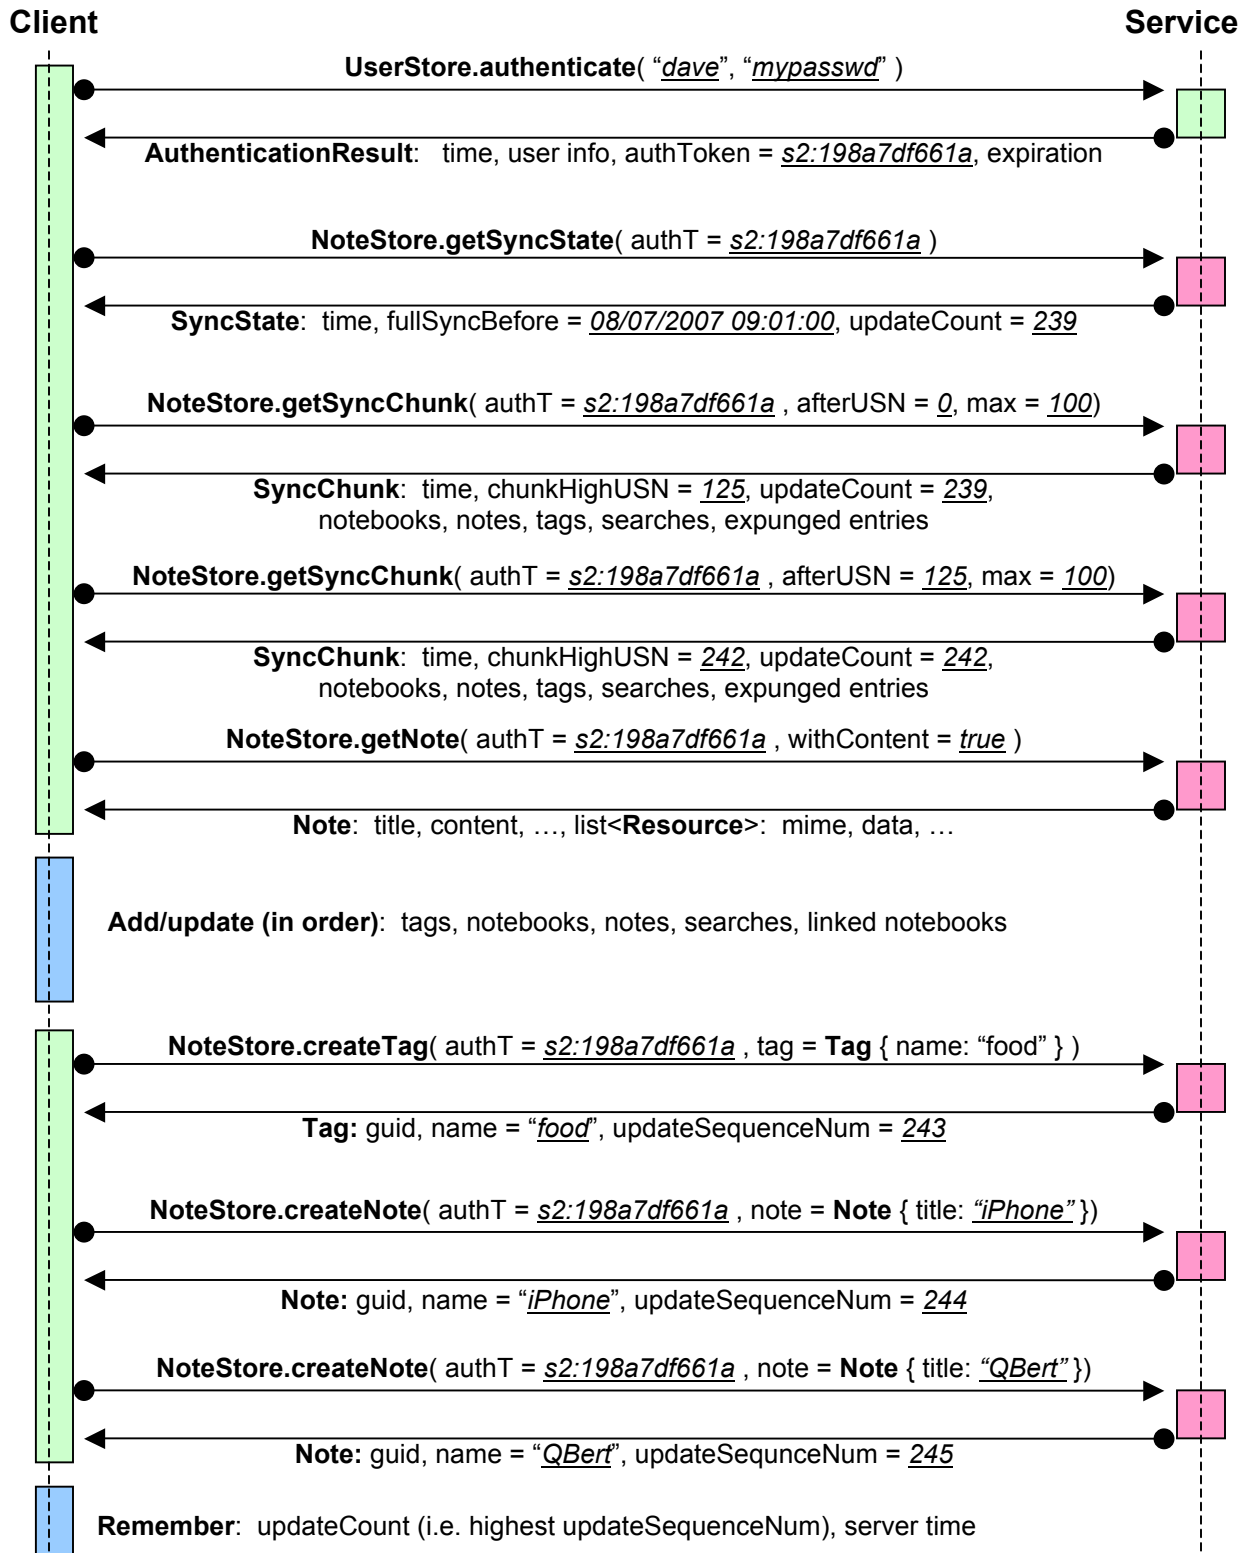 Client
Service
UserStore.authenticate( “dave”, “mypasswd” )
AuthenticationResult: time, user info, authToken = s2:198a7df661a, expiration
NoteStore.getSyncState( authT = s2:198a7df661a )
SyncState: time, fullSyncBefore = 08/07/2007 09:01:00, updateCount = 239
NoteStore.getSyncChunk( authT = s2:198a7df661a , afterUSN = 0, max = 100)
SyncChunk: time, chunkHighUSN = 125, updateCount = 239,
notebooks, notes, tags, searches, expunged entries
NoteStore.getSyncChunk( authT = s2:198a7df661a , afterUSN = 125, max = 100)
SyncChunk: time, chunkHighUSN = 242, updateCount = 242,
notebooks, notes, tags, searches, expunged entries
NoteStore.getNote( authT = s2:198a7df661a , withContent = true )
Note: title, content, …, list<Resource>: mime, data, …
Add/update (in order): tags, notebooks, notes, searches, linked notebooks
NoteStore.createTag( authT = s2:198a7df661a , tag = Tag { name: “food” } )
Tag: guid, name = “food”, updateSequenceNum = 243
NoteStore.createNote( authT = s2:198a7df661a , note = Note { title: “iPhone” })
Note: guid, name = “iPhone”, updateSequenceNum = 244
NoteStore.createNote( authT = s2:198a7df661a , note = Note { title: “QBert” })
Note: guid, name = “QBert”, updateSequnceNum = 245
Remember: updateCount (i.e. highest updateSequenceNum), server time